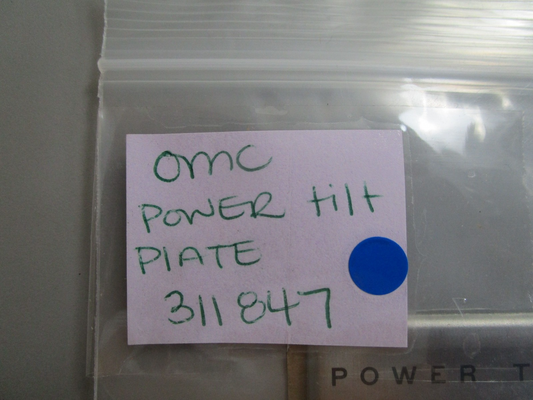 omc
POWER tilt
PlATE
311847
POWER T